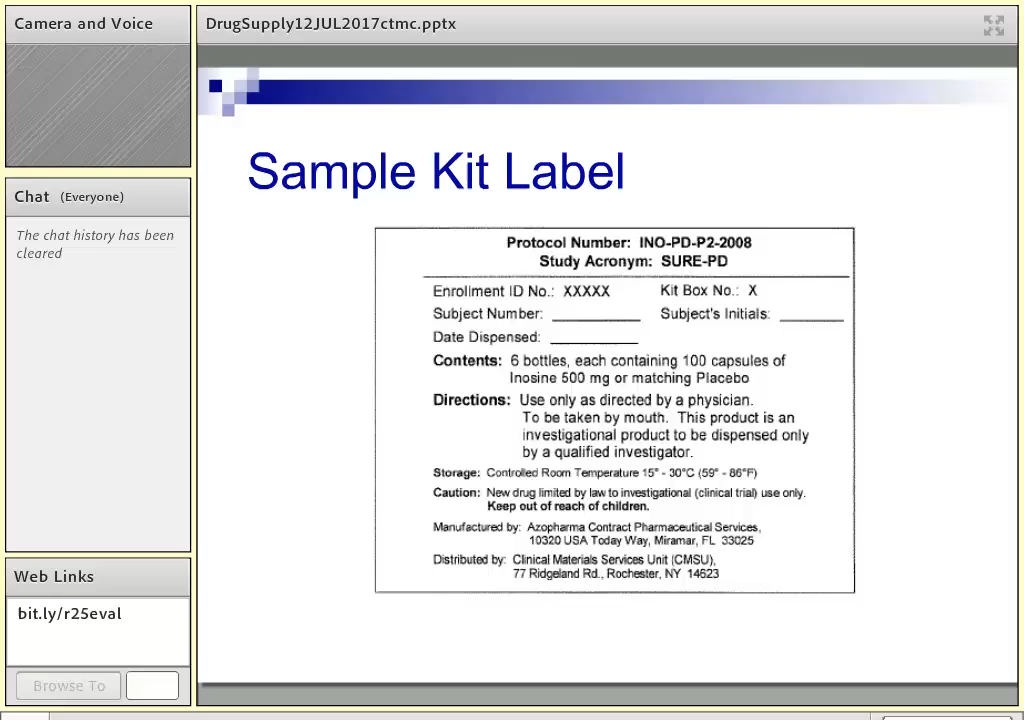 Camera and Voice
DrugSupply12JUL2017ctmc.pptx
Chat (Everyone)
The chat history has been
cleared
Web Links
bit.ly/r25eval
Browse To
Sample Kit Label
Protocol Number: INO-PD-P2-2008
Study Acronym: SURE-PD
Enrollment ID No.: XXXXX Kit Box No.: X
Subject Number: __________ Subject's Initials: _______
Date Dispensed: __________
Contents: 6 bottles, each containing 100 capsules of
Inosine 500 mg or matching Placebo
Directions: Use only as directed by a physician.
To be taken by mouth. This product is an
investigational product to be dispensed only
by a qualified investigator.
Storage: Controlled Room Temperature 15° - 30°C (59° - 86°F)
Caution: New drug limited by law to investigational (clinical trial) use only.
Keep out of reach of children.
Manufactured by: Azopharma Contract Pharmaceutical Services,
10320 USA Today Way, Miramar, FL 33025
Distributed by: Clinical Materials Services Unit (CMSU),
77 Ridgeland Rd., Rochester, NY 14623